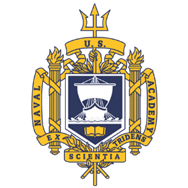 U. S.
NAVAL
ACADEMY
EX
SCIENTIA
TRIDENS